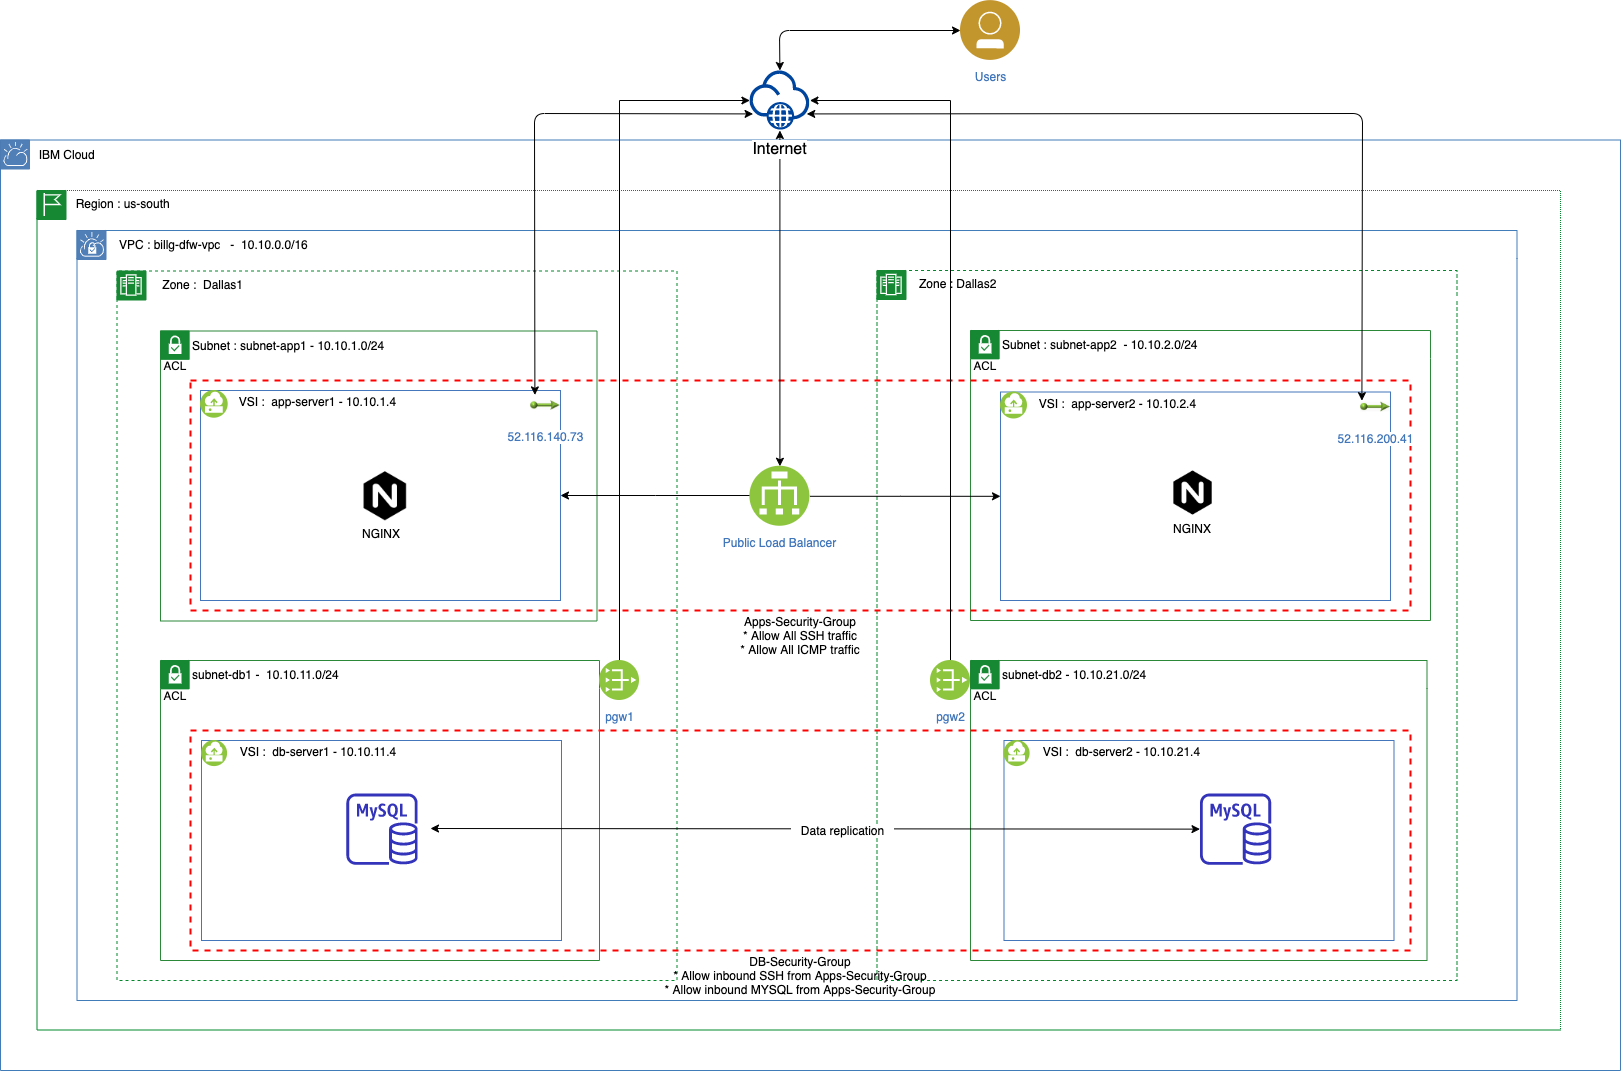 Users
Internet
IBM Cloud
Region : us-south
VPC : billg-dfw-vpc - 10.10.0.0/16
Zone : Dallas1
Zone : Dallas2
Subnet : subnet-app1 - 10.10.1.0/24
ACL
Subnet : subnet-app2 - 10.10.2.0/24
ACL
VSI : app-server1 - 10.10.1.4
52.116.140.73
VSI : app-server2 - 10.10.2.4
52.116.200.41
N
NGINX
N
NGINX
Public Load Balancer
Apps-Security-Group
* Allow All SSH traffic
* Allow All ICMP traffic
subnet-db1 - 10.10.11.0/24
ACL
pgw1
pgw2
subnet-db2 - 10.10.21.0/24
ACL
VSI : db-server1 - 10.10.11.4
VSI : db-server2 - 10.10.21.4
MySQL
Data replication
MySQL
DB-Security-Group
* Allow inbound SSH from Apps-Security-Group
* Allow inbound MYSQL from Apps-Security-Group